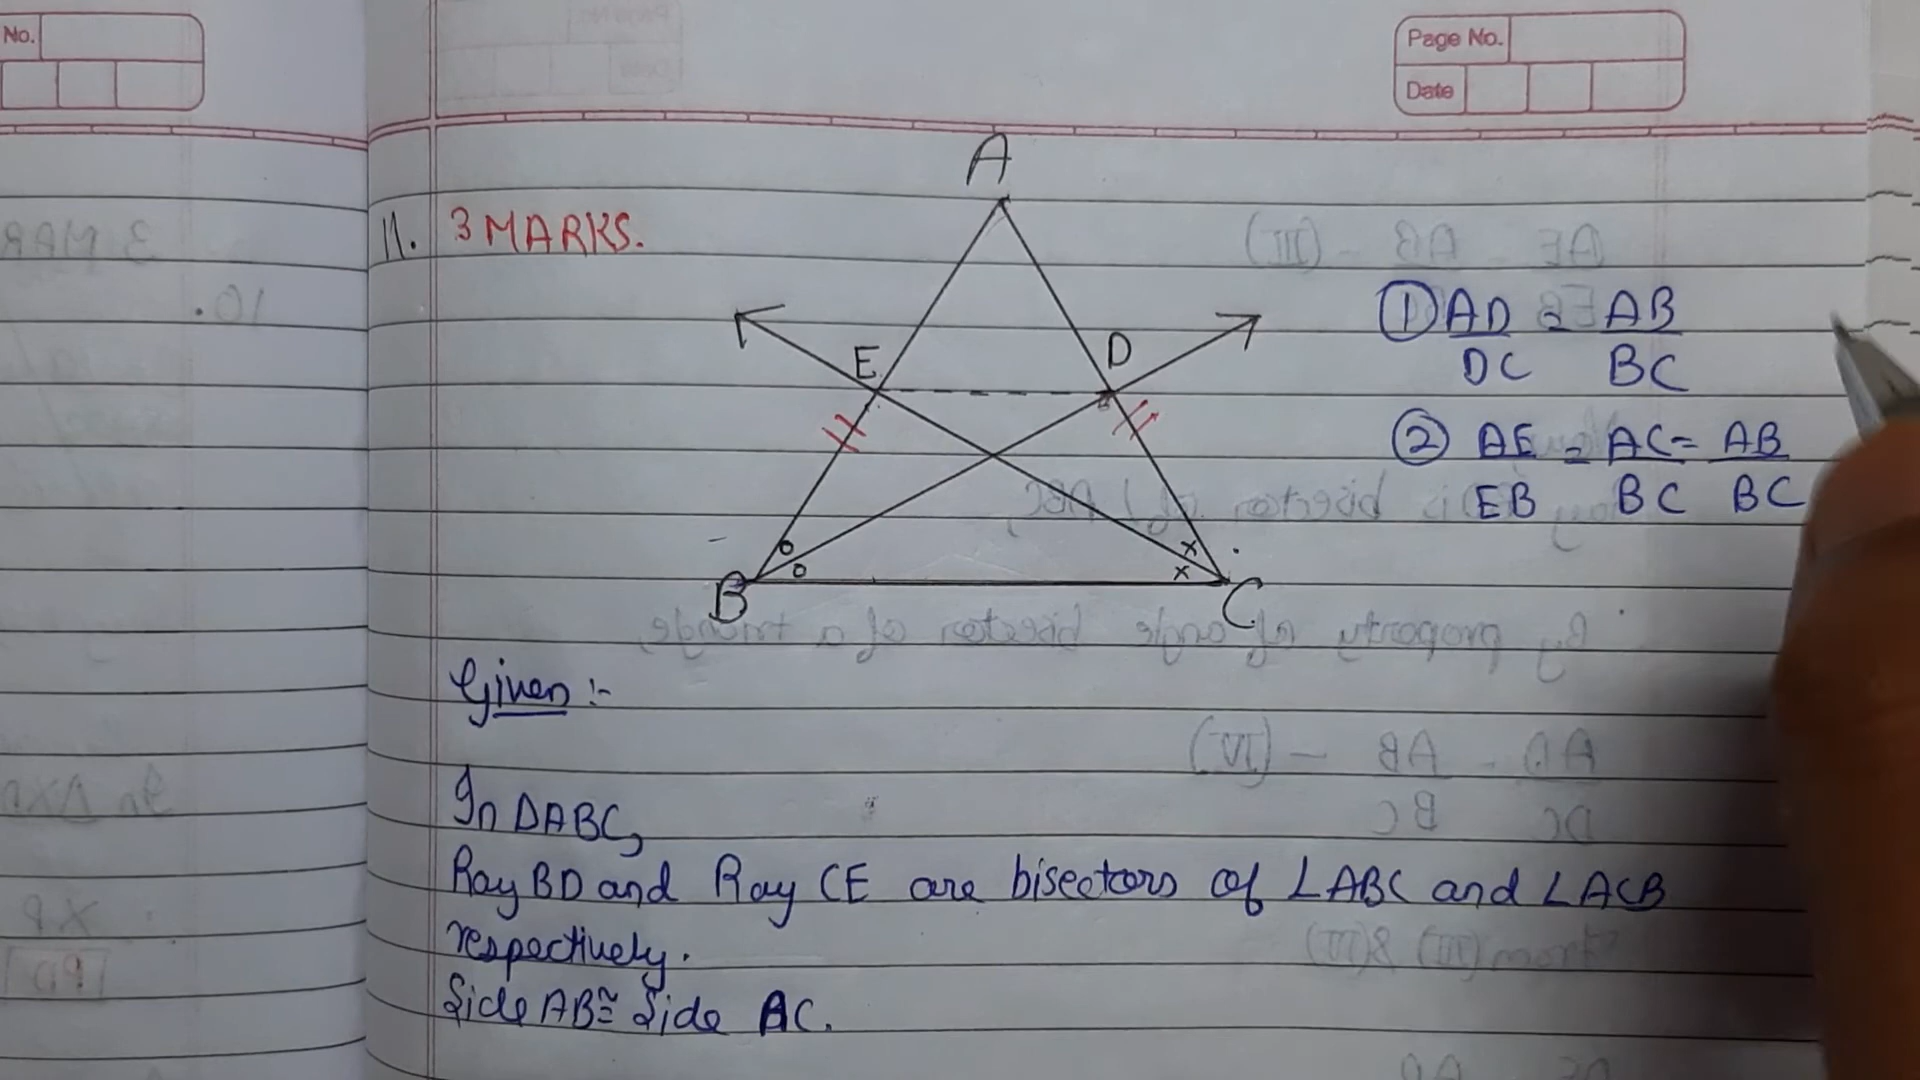 No.
Page No.
Date
11. 3 MARKS.
A
E
D
B
C
① AD = AB
DC BC
② AE = AC = AB
EB BC BC
Given :-
In ΔABC,
Ray BD and Ray CE are bisectors of ∠ABC and ∠ACB
respectively.
Side AB ≅ Side AC.